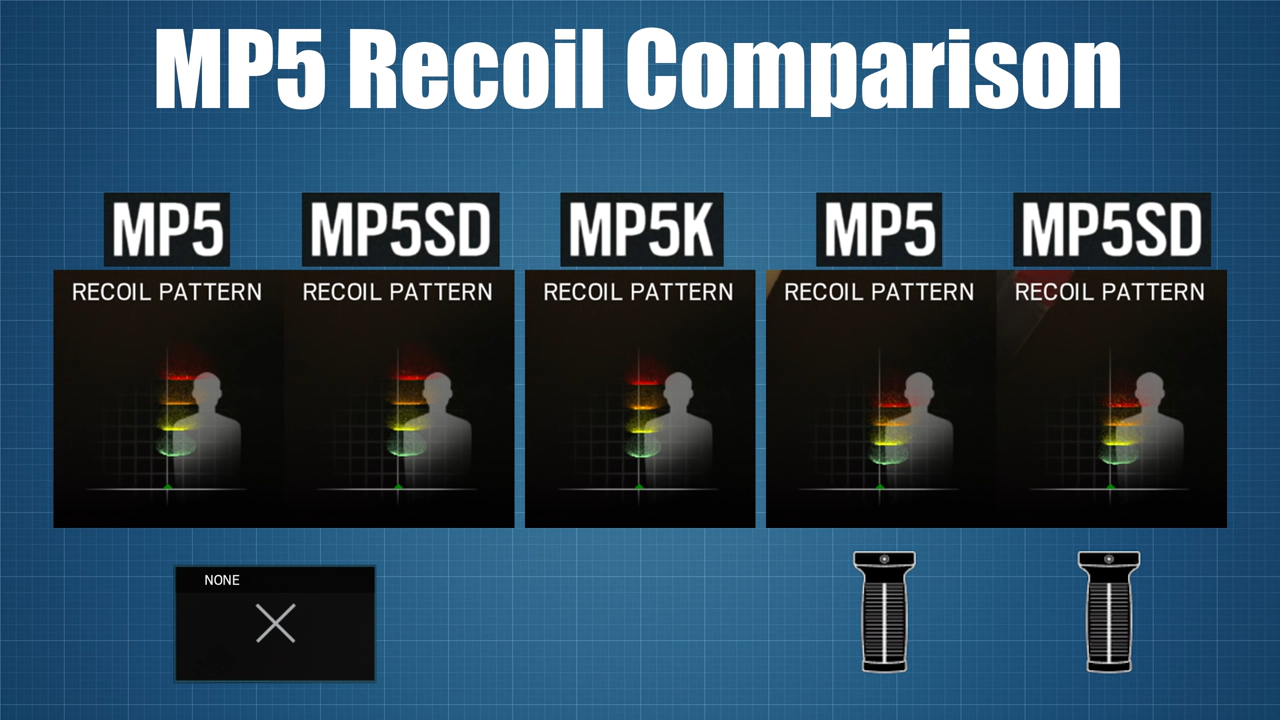 MP5 Recoil Comparison
MP5 MP5SD MP5K MP5 MP5SD
RECOIL PATTERN RECOIL PATTERN RECOIL PATTERN RECOIL PATTERN RECOIL PATTERN
NONE